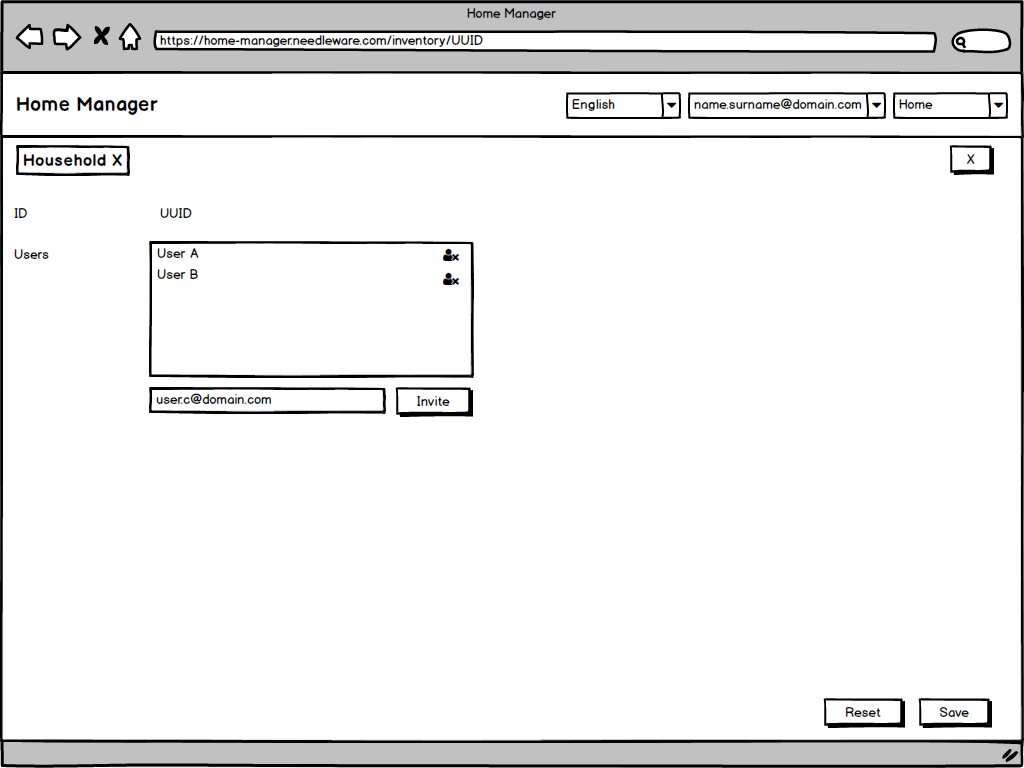 Home Manager
https://home-manager.needleware.com/inventory/UUID
Home Manager
English
name.surname@domain.com
Home
Household X
X
ID
UUID
Users
User A
User B
user.c@domain.com
Invite
Reset
Save